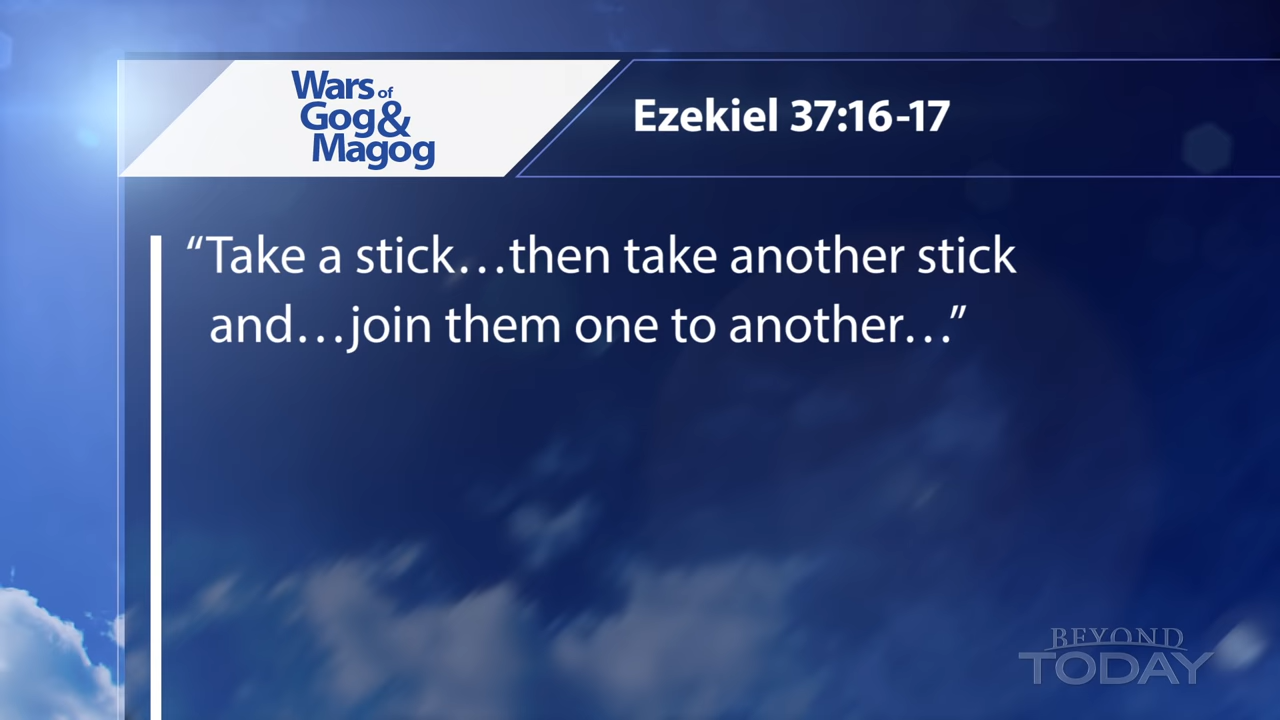 Wars of
Gog&
Magog
Ezekiel 37:16-17
“Take a stick…then take another stick
and…join them one to another…”
BEYOND
TODAY